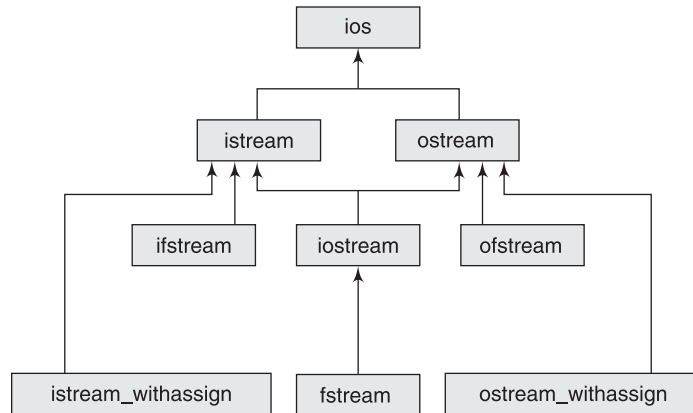 ios
istream
ostream
ifstream
iostream
ofstream
istream_withassign
fstream
ostream_withassign